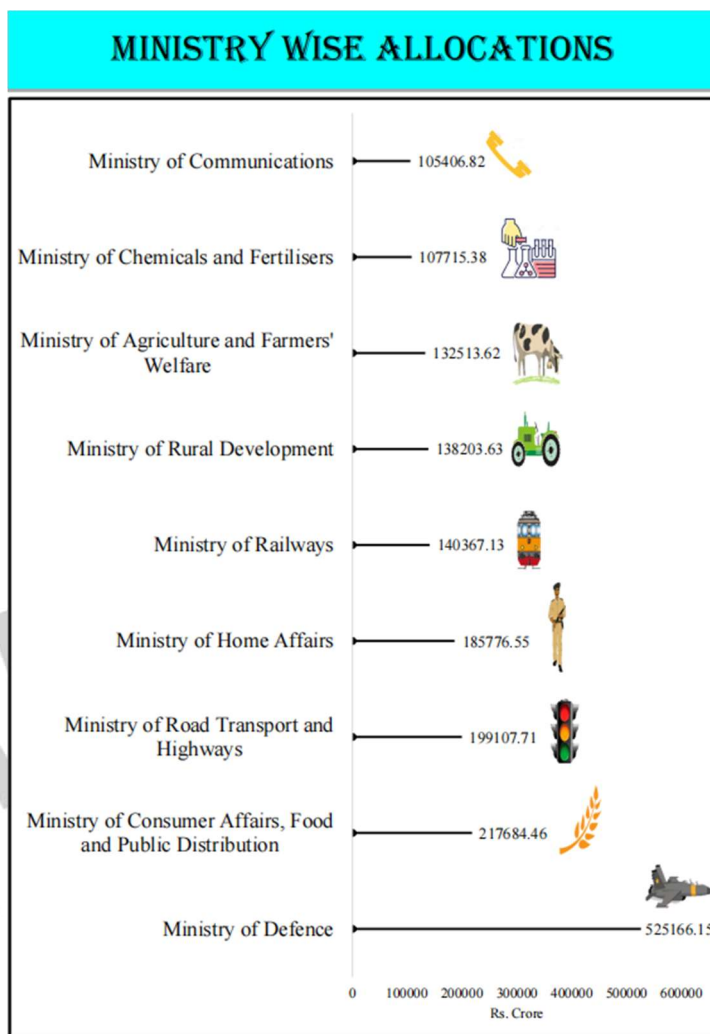 MINISTRY WISE ALLOCATIONS
Ministry of Communications 105406.82
Ministry of Chemicals and Fertilisers 107715.38
Ministry of Agriculture and Farmers'
Welfare 132513.62
Ministry of Rural Development 138203.63
Ministry of Railways 140367.13
Ministry of Home Affairs 185776.55
Ministry of Road Transport and
Highways 199107.71
Ministry of Consumer Affairs, Food
and Public Distribution 217684.46
Ministry of Defence 525166.15
0 100000 200000 300000 400000 500000 600000
Rs. Crore